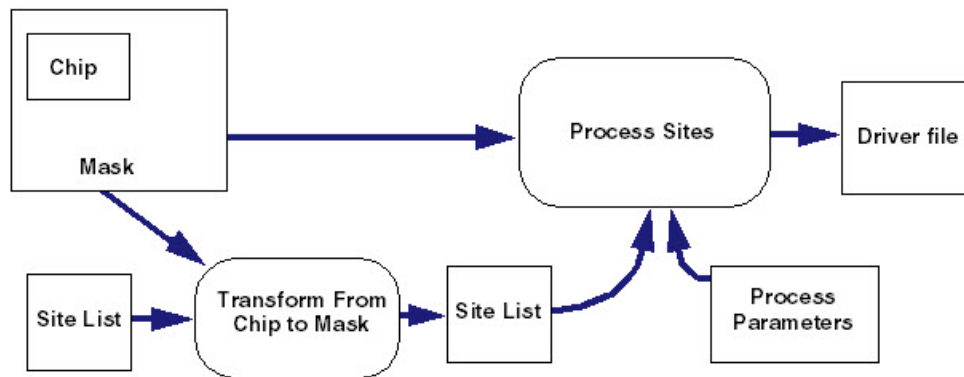 Chip
Mask
Process Sites
Driver file
Site List
Transform From
Chip to Mask
Site List
Process
Parameters